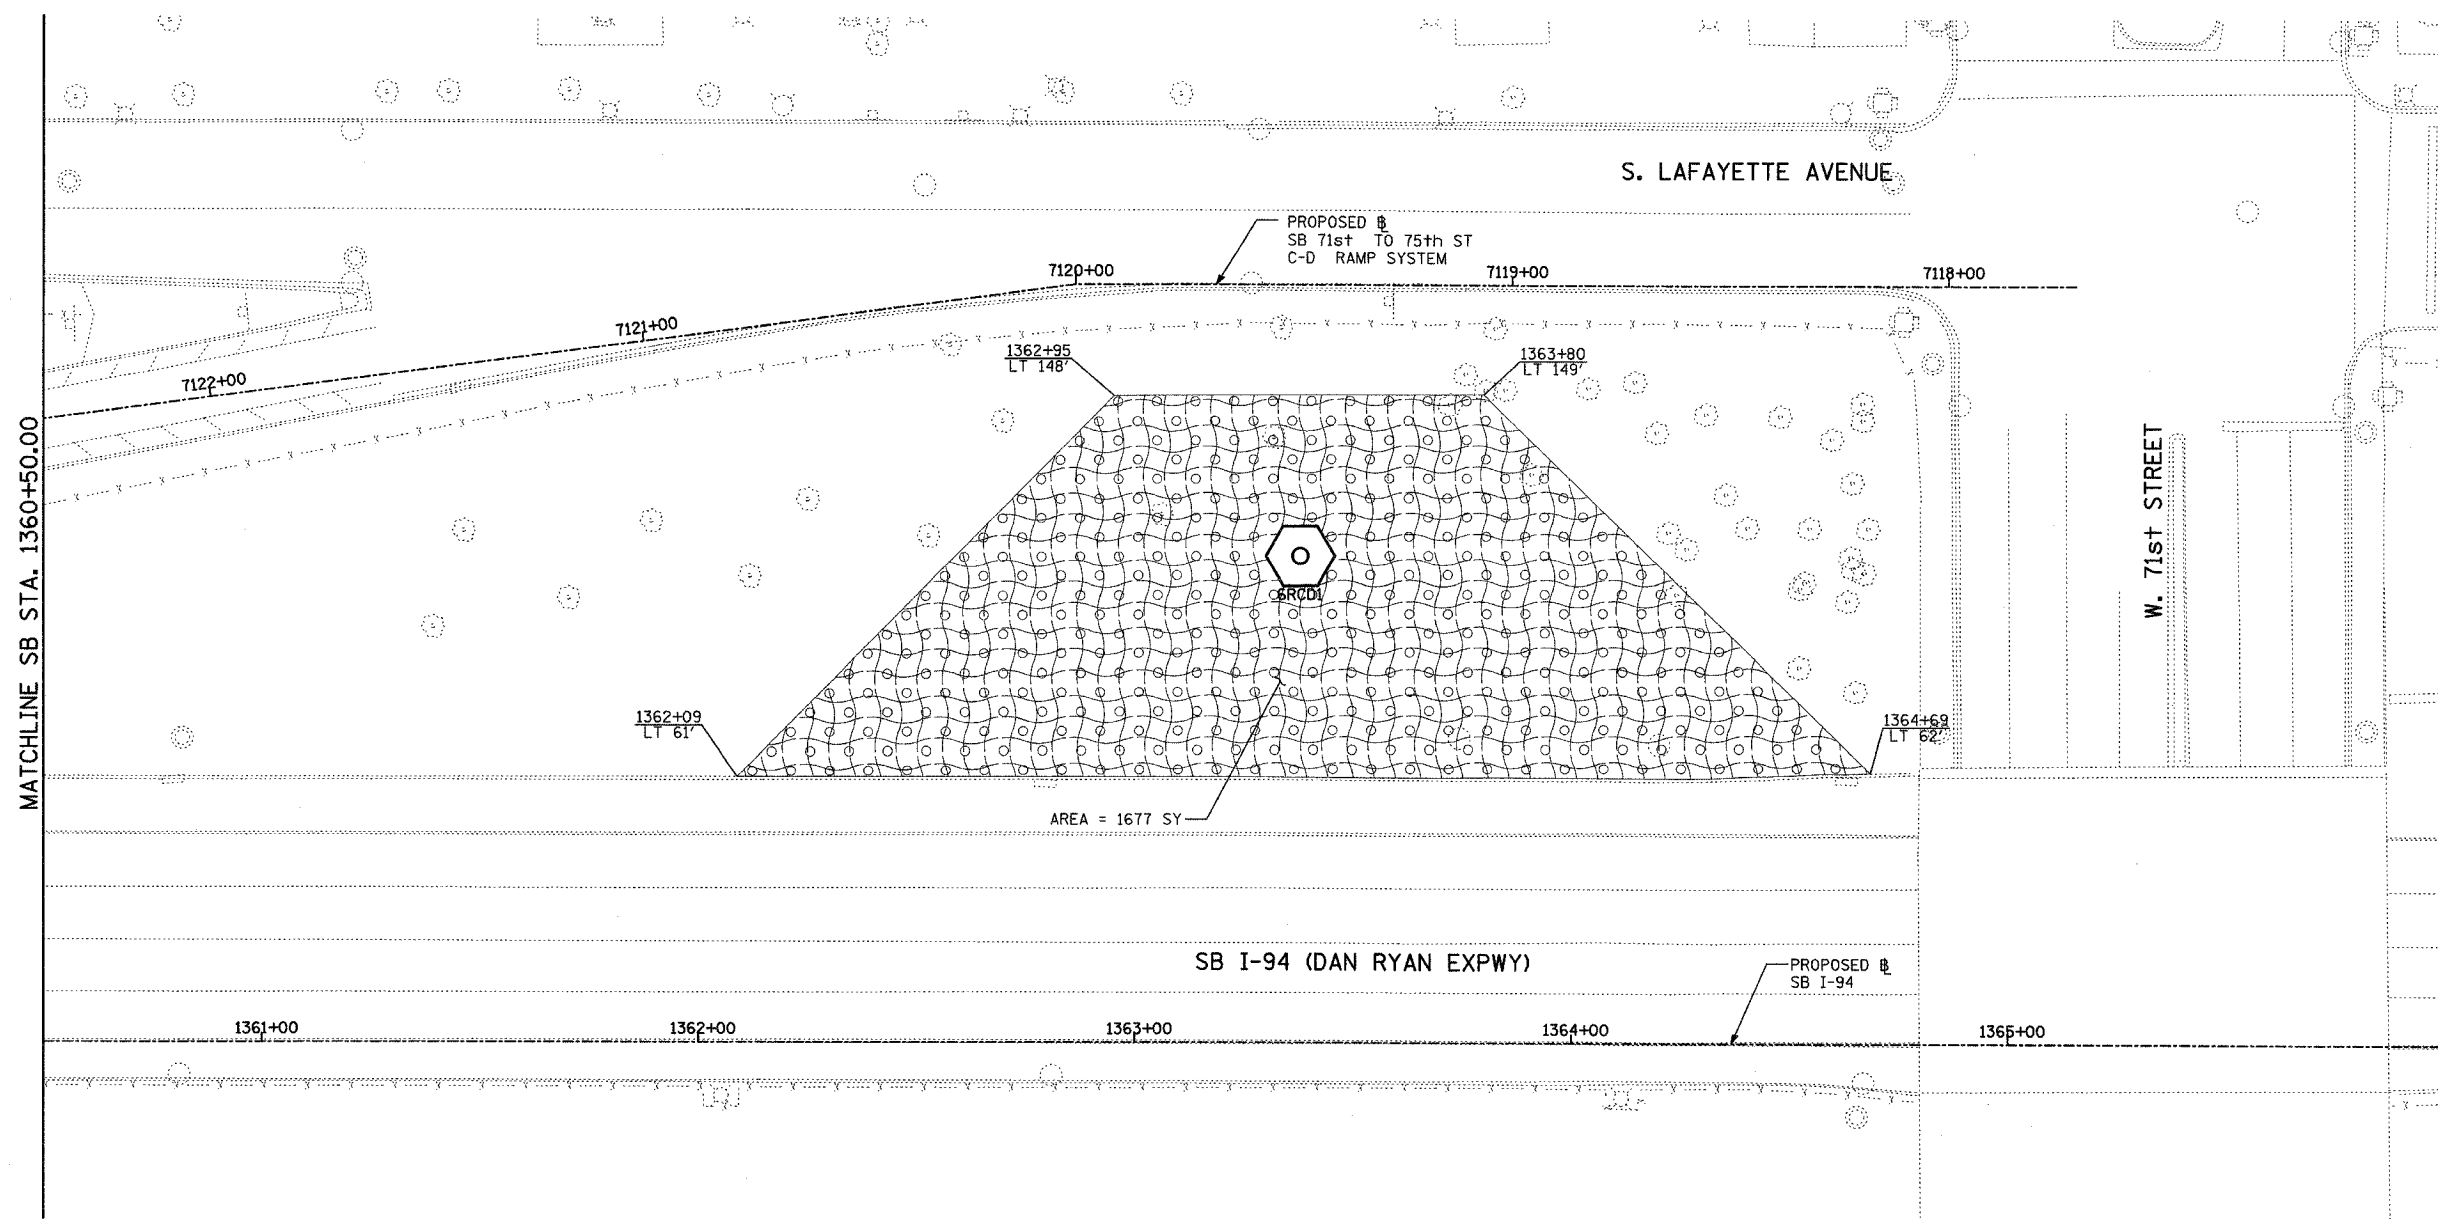 S. LAFAYETTE AVENUE
PROPOSED ⅊
SB 71st TO 75th ST
C-D RAMP SYSTEM
7120+00
7119+00
7118+00
7121+00
7122+00
1362+95
LT 148'
1363+80
LT 149'
MATCHLINE SB STA. 1360+50.00
W. 71st STREET
SRCD1
1362+09
LT 61'
1364+69
LT 62'
AREA = 1677 SY
SB I-94 (DAN RYAN EXPWY)
PROPOSED ⅊
SB I-94
1361+00
1362+00
1363+00
1364+00
1365+00